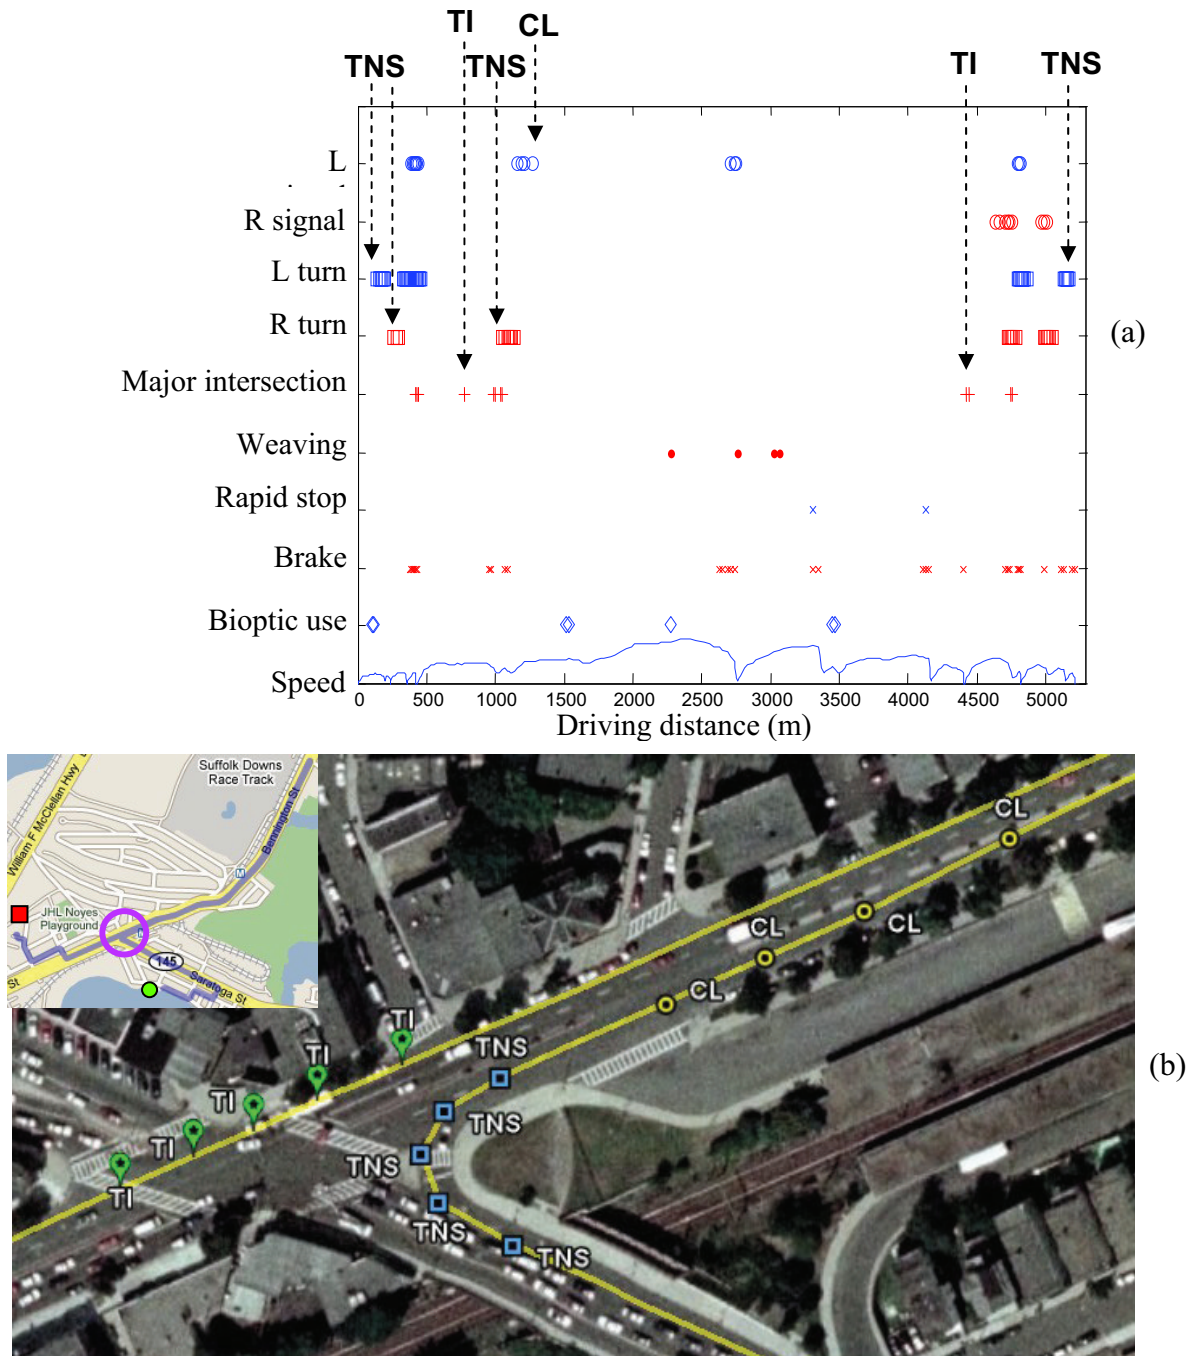 TI
CL
TNS
TNS
TI
TNS
L
R signal
L turn
R turn
Major intersection
Weaving
Rapid stop
Brake
Bioptic use
Speed
0 500 1000 1500 2000 2500 3000 3500 4000 4500 5000
Driving distance (m)
(a)
Suffolk Downs
Race Track
William F McClellan Hwy
Bennington St
JHL Noyes
Playground
M
145
Saratoga St
St
CL
CL
CL
CL
TNS
TI
TI
TNS
TI
TI
TNS
TI
TNS
TNS
(b)